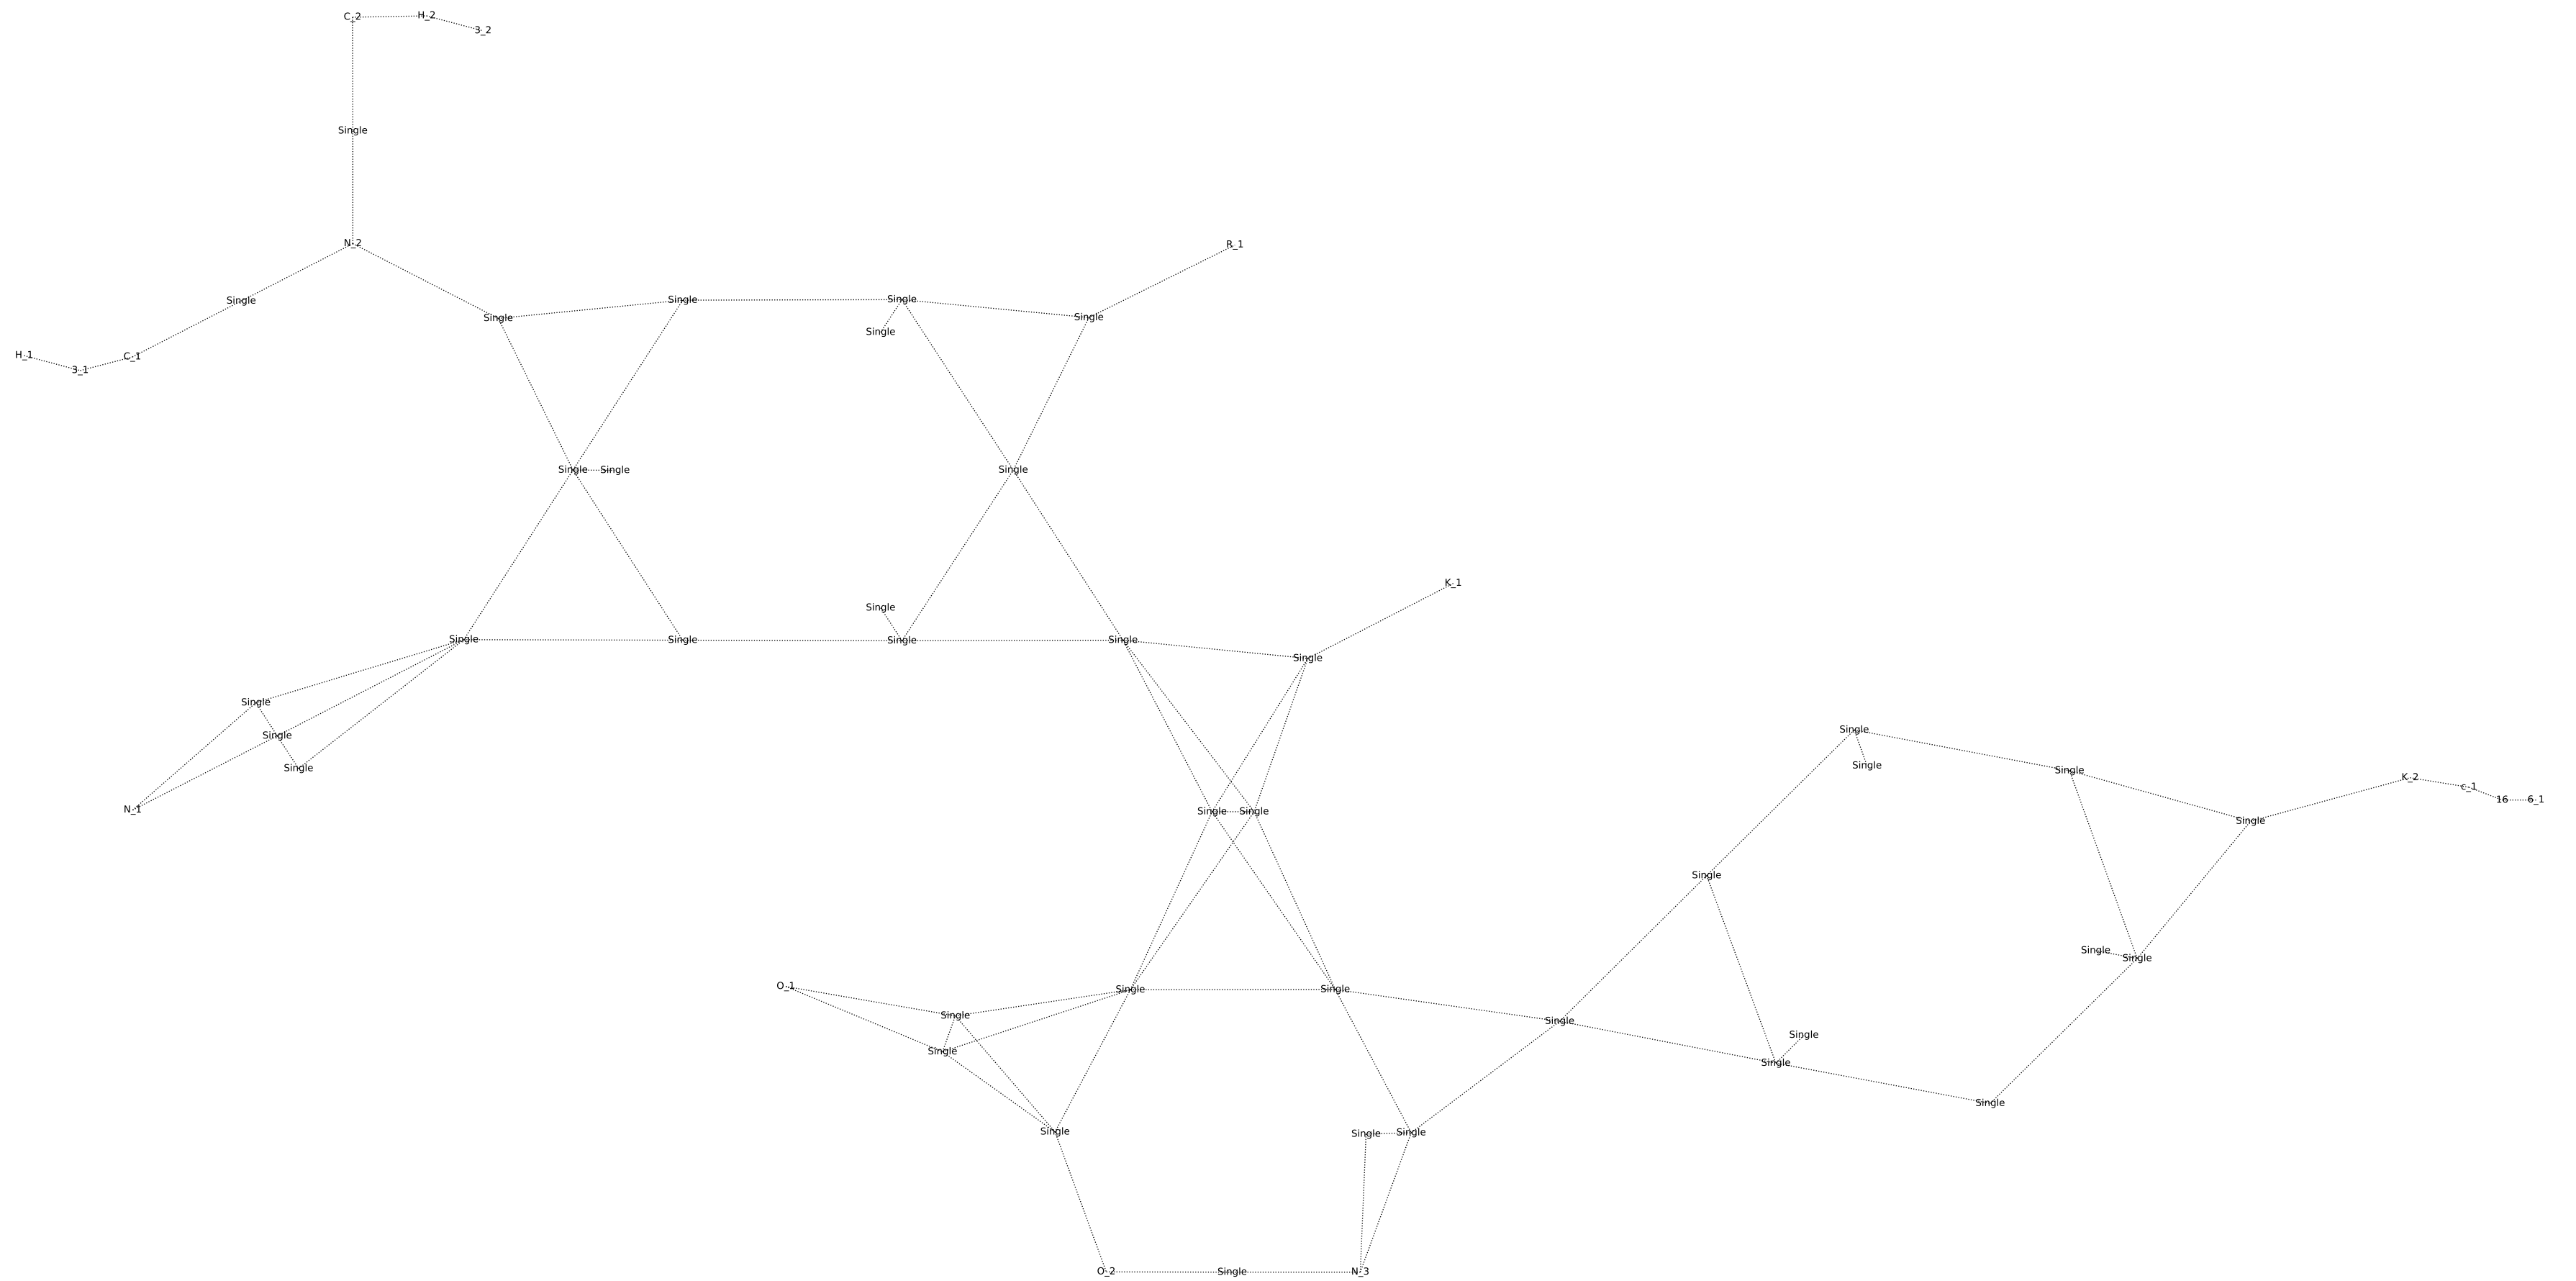 C_2 H_2
3_2
Single
N_2 R_1
Single Single Single
Single Single
Single
H_1 C_1
3_1
Single Single Single
K_1
Single
Single Single Single Single
Single
Single
Single Single
Single
Single Single
K_2
c_1
16 6_1
N_1 Single Single Single
Single
Single
Single Single
O_1 Single Single
Single Single
Single
Single Single
Single
Single Single Single
O_2 Single N_3